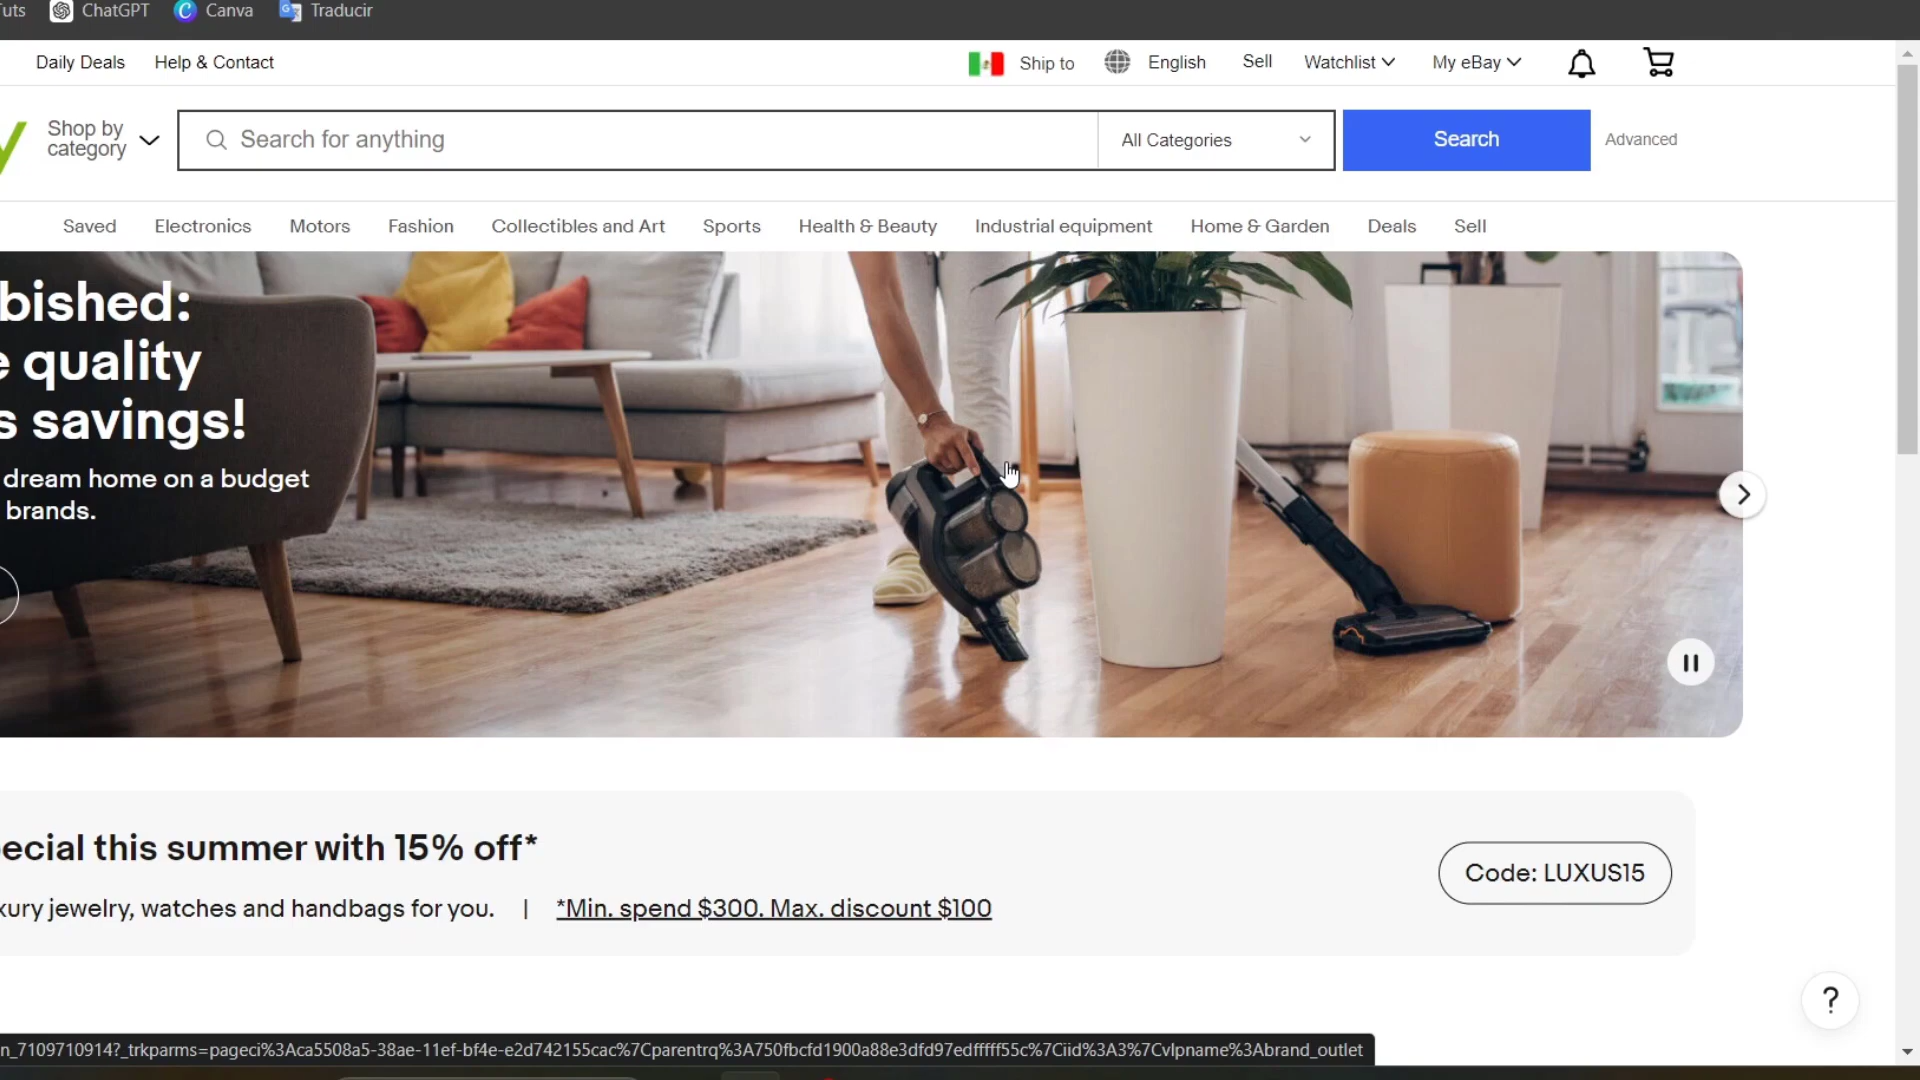 uts ChatGPT Canva Traducir
Daily Deals Help & Contact Ship to English Sell Watchlist My eBay
Shop by
category
Search for anything All Categories Search Advanced
Saved Electronics Motors Fashion Collectibles and Art Sports Health & Beauty Industrial equipment Home & Garden Deals Sell
bished:
e quality
s savings!
dream home on a budget
brands.
ecial this summer with 15% off*
xury jewelry, watches and handbags for you. | *Min. spend $300. Max. discount $100
Code: LUXUS15
?
n_7109710914?_trkparms=pageci%3Aca5508a5-38ae-11ef-bf4e-e2d742155cac%7Cparentrq%3A750fbcfd1900a88e3dfd97edfffff55c%7Ciid%3A3%7Cvlpname%3Abrand_outlet